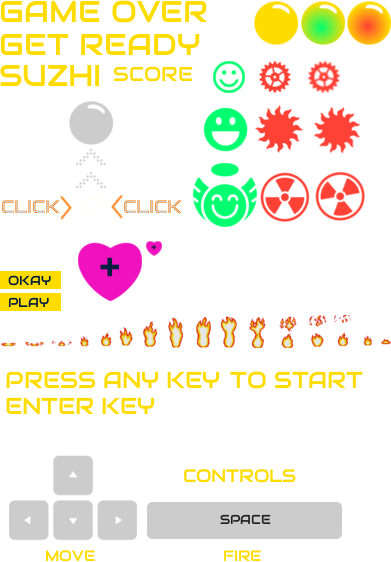 GAME OVER
GET READY
SUZHI SCORE
CLICK> <CLICK
+
+
OKAY
PLAY
PRESS ANY KEY TO START
ENTER KEY
CONTROLS
SPACE
MOVE FIRE